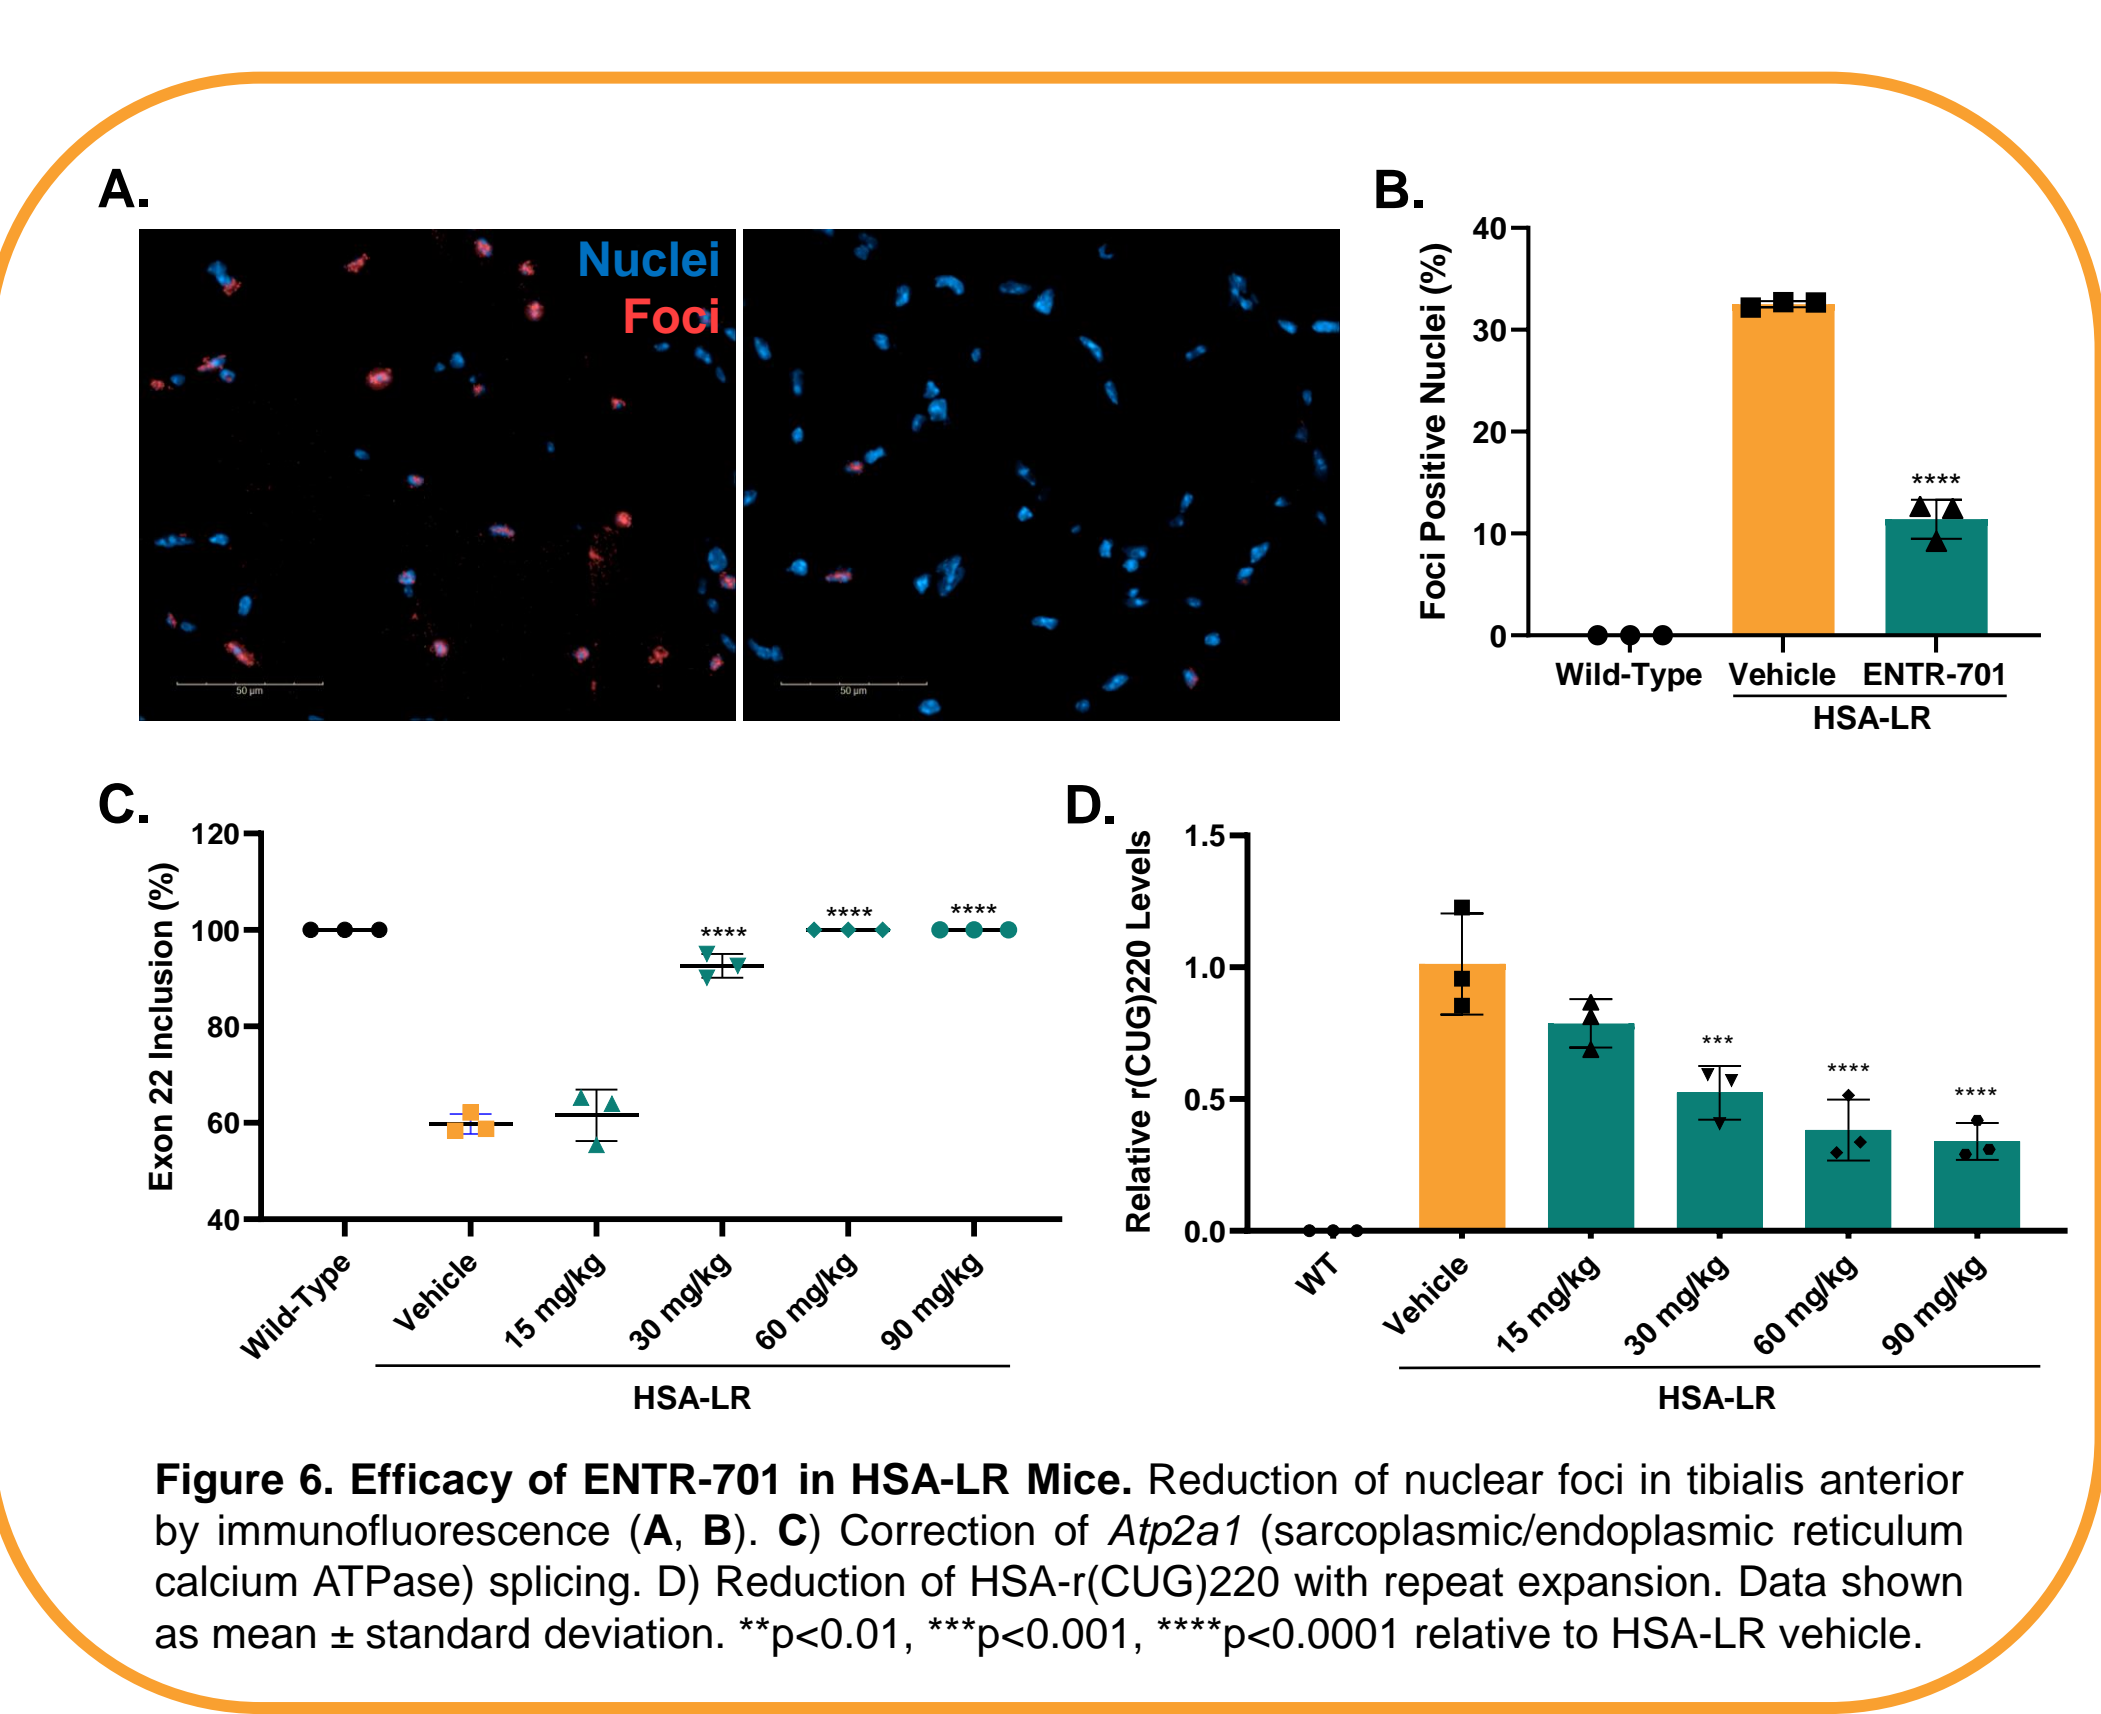 A.
Nuclei
Foci
50 µm
50 µm
B.
Foci Positive Nuclei (%)
40
30
20
10
0
****
Wild-Type
Vehicle
ENTR-701
HSA-LR
C.
Exon 22 Inclusion (%)
120
100
80
60
40
****
****
****
Wild-Type
Vehicle
15 mg/kg
30 mg/kg
60 mg/kg
90 mg/kg
HSA-LR
D.
Relative r(CUG)220 Levels
1.5
1.0
0.5
0.0
***
****
****
WT
Vehicle
15 mg/kg
30 mg/kg
60 mg/kg
90 mg/kg
HSA-LR
Figure 6. Efficacy of ENTR-701 in HSA-LR Mice. Reduction of nuclear foci in tibialis anterior
by immunofluorescence (A, B). C) Correction of Atp2a1 (sarcoplasmic/endoplasmic reticulum
calcium ATPase) splicing. D) Reduction of HSA-r(CUG)220 with repeat expansion. Data shown
as mean ± standard deviation. **p<0.01, ***p<0.001, ****p<0.0001 relative to HSA-LR vehicle.